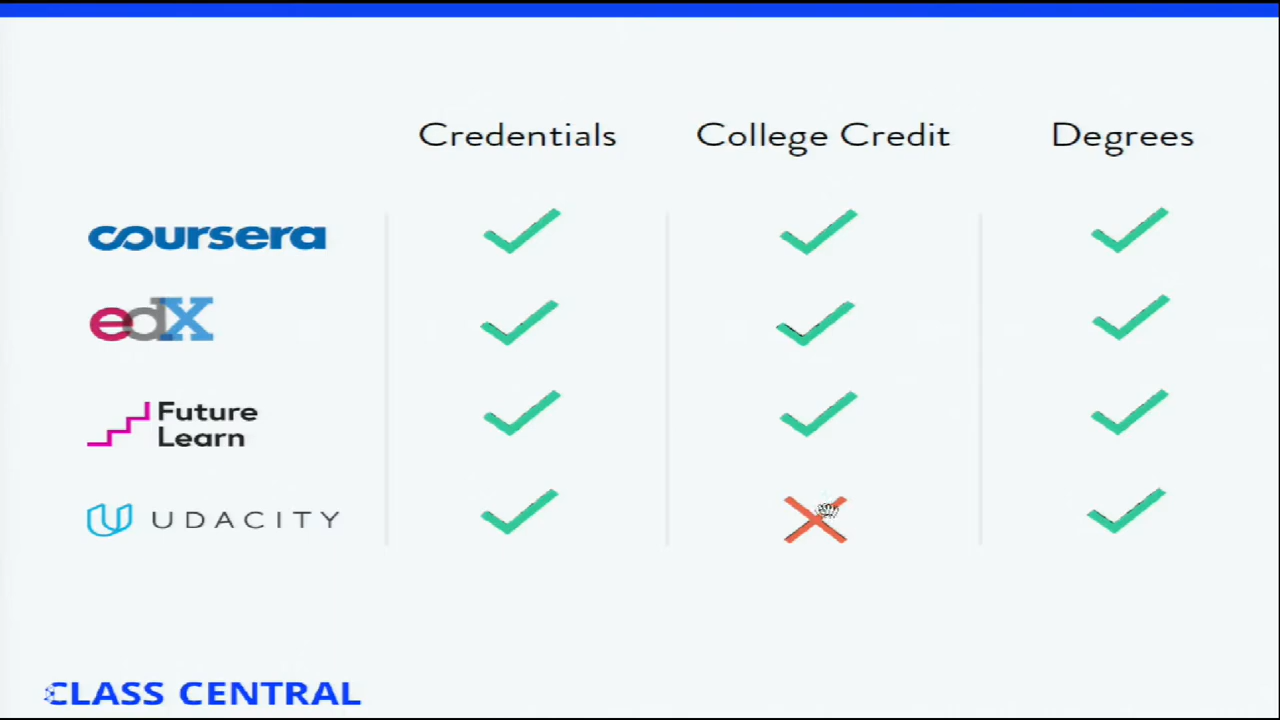 Credentials College Credit Degrees
coursera
edX
Future
Learn
UDACITY
CLASS CENTRAL